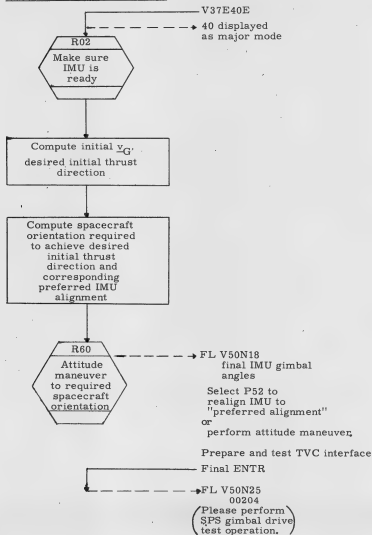 V37E40E
40 displayed
as major mode
R02
Make sure
IMU is
ready
Compute initial v_G,
desired initial thrust
direction
Compute spacecraft
orientation required
to achieve desired
initial thrust
direction and
corresponding
preferred IMU
alignment
R60
Attitude
maneuver
to required
spacecraft
orientation
FL V50N18
final IMU gimbal
angles
Select P52 to
realign IMU to
"preferred alignment"
or
perform attitude maneuver.
Prepare and test TVC interface
Final ENTR
FL V50N25
00204
(Please perform
SPS gimbal drive
test operation.)